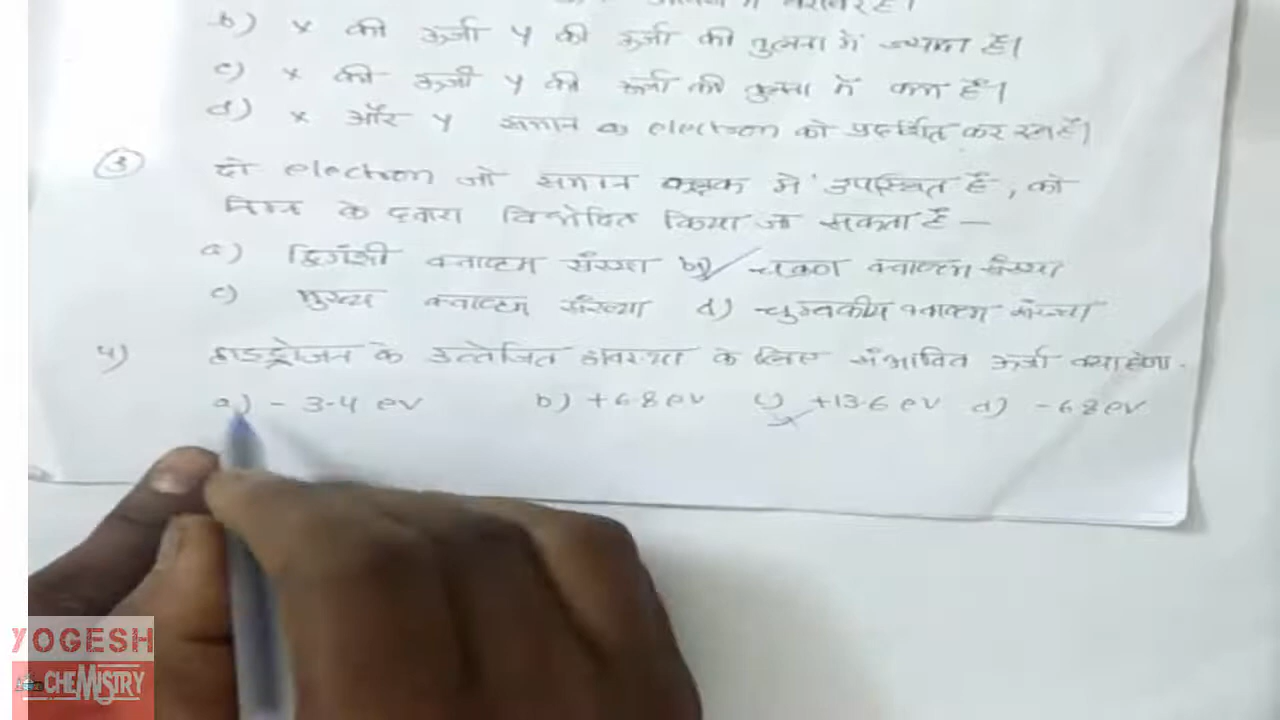 b) x की ऊर्जा y की ऊर्जा की तुलना में ज्यादा है।
c) x की ऊर्जा y की ऊर्जा की तुलना में कम है।
d) x और y समान electron को प्रदर्शित कर रहे हैं।
③ दो electron जो समान कक्षक में उपस्थित है, को
निम्न के द्वारा विभेदित किया जा सकता है —
a) द्विगंशी क्वाण्टम संख्या b) चक्रण क्वाण्टम संख्या
c) मुख्य क्वाण्टम संख्या d) चुम्बकीय क्वाण्टम संख्या
4) हाइड्रोजन के उत्तेजित अवस्था के लिए संभावित ऊर्जा क्या होगा.
a) - 3.4 ev b) +6.8 ev c) +13.6 ev d) -6.8 ev
YOGESH
CHEMISTRY